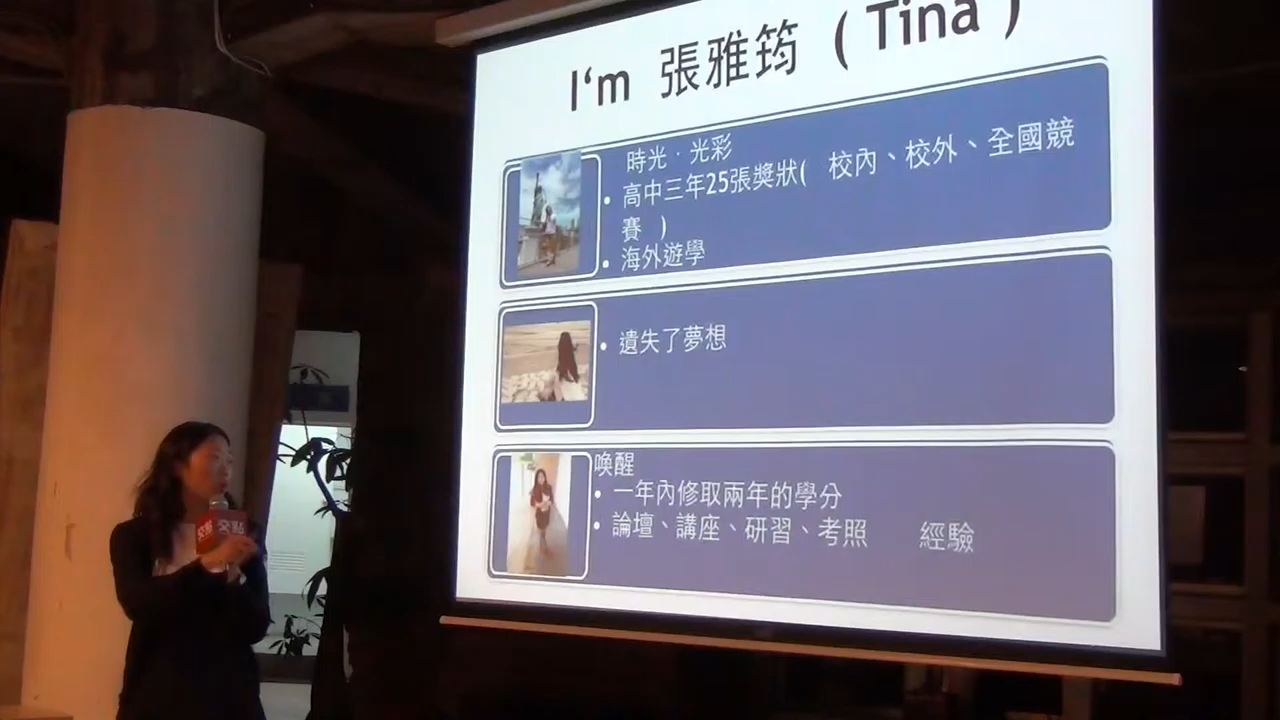 I'm 張雅筠 (Tina)
時光‧光彩
• 高中三年25張獎狀( 校內、校外、全國競
賽 )
• 海外遊學
• 遺失了夢想
喚醒
• 一年內修取兩年的學分
• 論壇、講座、研習、考照 經驗
交點